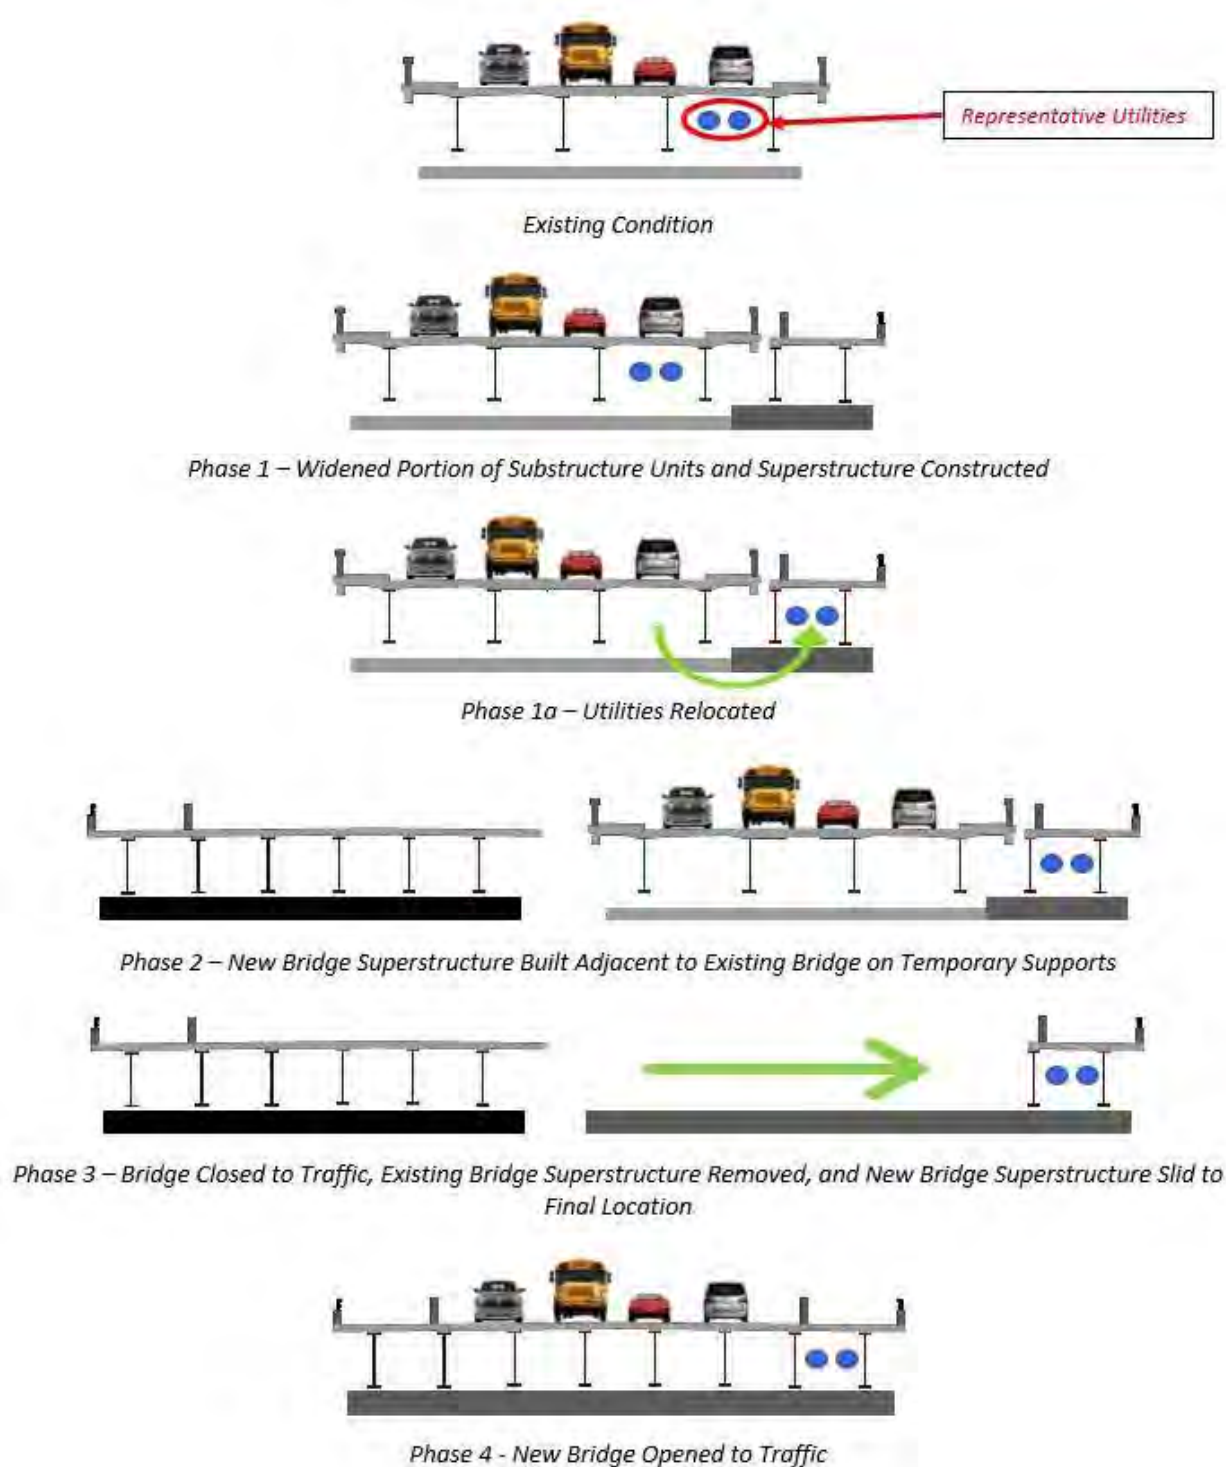 Representative Utilities
Existing Condition
Phase 1 – Widened Portion of Substructure Units and Superstructure Constructed
Phase 1a – Utilities Relocated
Phase 2 – New Bridge Superstructure Built Adjacent to Existing Bridge on Temporary Supports
Phase 3 – Bridge Closed to Traffic, Existing Bridge Superstructure Removed, and New Bridge Superstructure Slid to
Final Location
Phase 4 - New Bridge Opened to Traffic